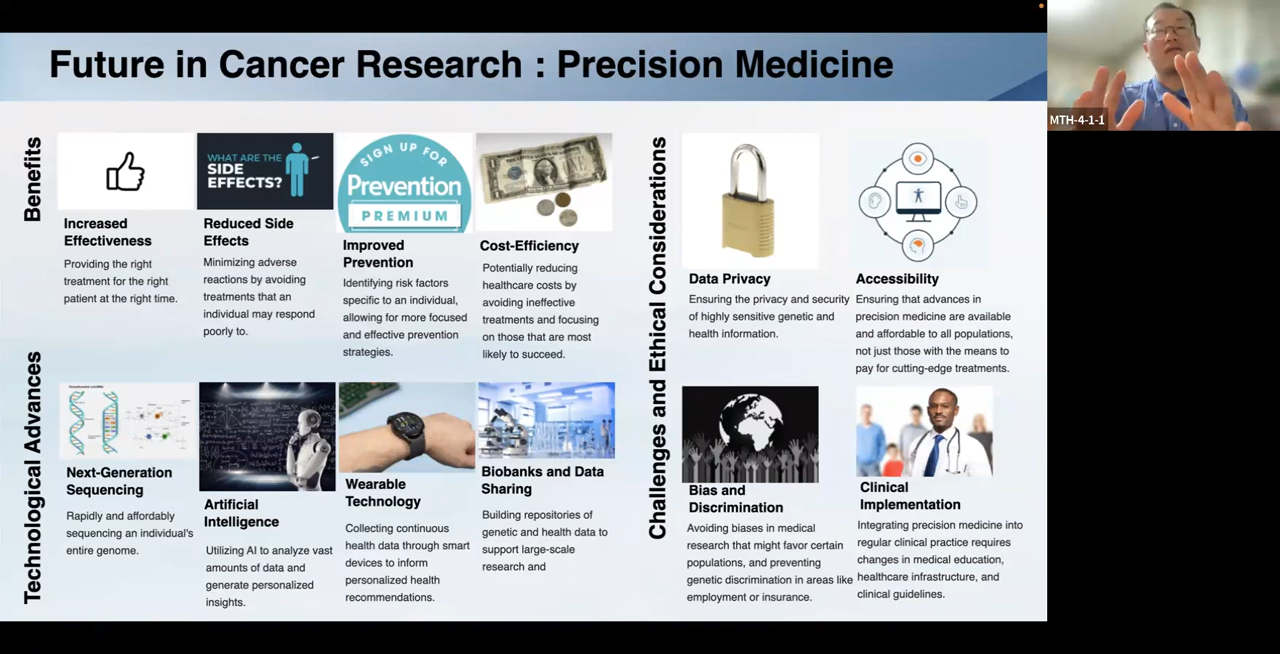 Future in Cancer Research : Precision Medicine
MTH-4-1-1
Benefits
Increased
Effectiveness
Providing the right
treatment for the right
patient at the right time.
WHAT ARE THE
SIDE
EFFECTS?
Reduced Side
Effects
Minimizing adverse
reactions by avoiding
treatments that an
individual may respond
poorly to.
SIGN UP FOR
Prevention
PREMIUM
Improved
Prevention
Identifying risk factors
specific to an individual,
allowing for more focused
and effective prevention
strategies.
Cost-Efficiency
Potentially reducing
healthcare costs by
avoiding ineffective
treatments and focusing
on those that are most
likely to succeed.
Technological Advances
Next-Generation
Sequencing
Rapidly and affordably
sequencing an individual's
entire genome.
Artificial
Intelligence
Utilizing AI to analyze vast
amounts of data and
generate personalized
insights.
Wearable
Technology
Collecting continuous
health data through smart
devices to inform
personalized health
recommendations.
Biobanks and Data
Sharing
Building repositories of
genetic and health data to
support large-scale
research and
Challenges and Ethical Considerations
Data Privacy
Ensuring the privacy and security
of highly sensitive genetic and
health information.
Accessibility
Ensuring that advances in
precision medicine are available
and affordable to all populations,
not just those with the means to
pay for cutting-edge treatments.
Bias and
Discrimination
Avoiding biases in medical
research that might favor certain
populations, and preventing
genetic discrimination in areas like
employment or insurance.
Clinical
Implementation
Integrating precision medicine into
regular clinical practice requires
changes in medical education,
healthcare infrastructure, and
clinical guidelines.